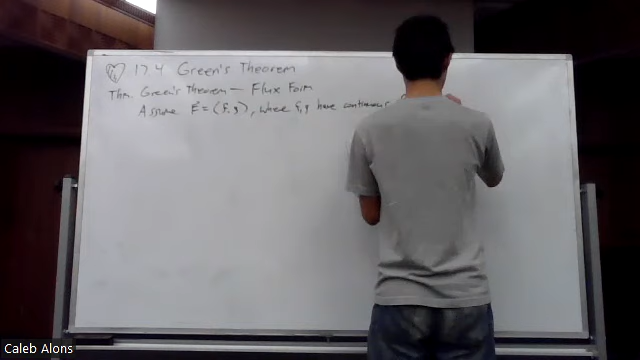 17.4 Green's Theorem
Thm. Green's Theorem — Flux Form
Assume F = (f, g), where f, g have continuous
Caleb Alons